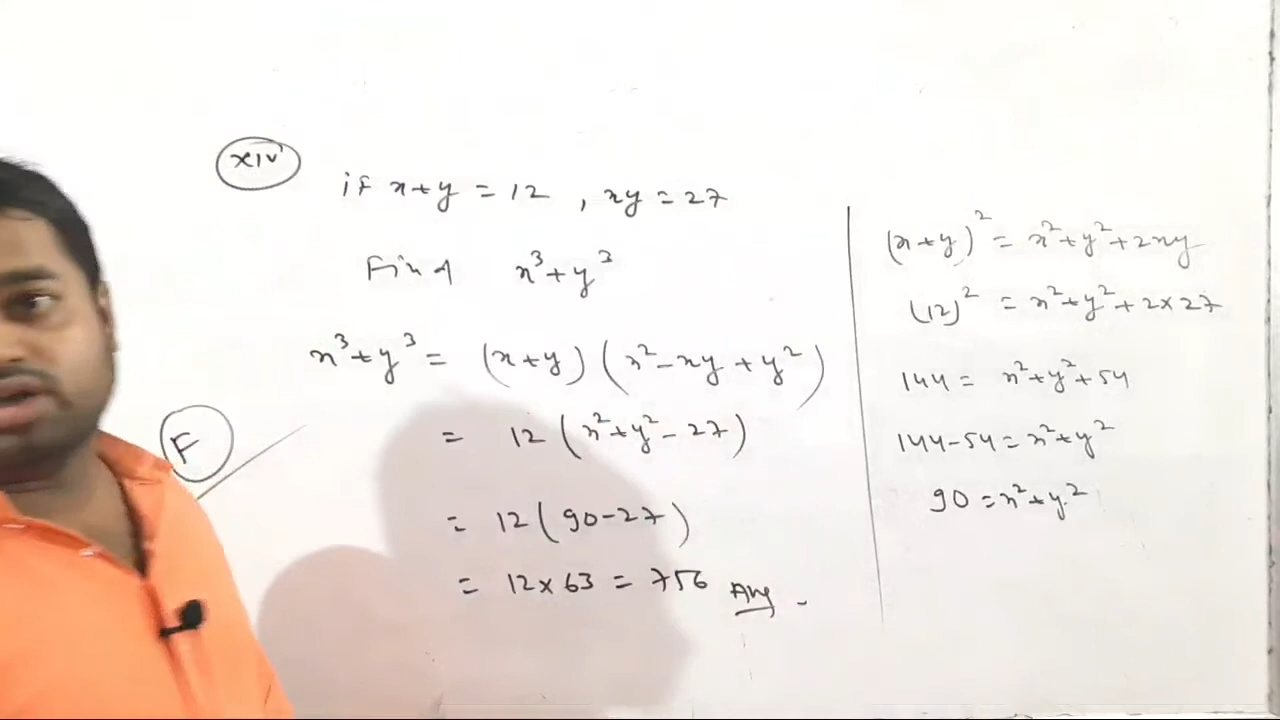 xiv
if x+y = 12 , xy = 27
Find x³+y³
x³+y³ = (x+y) (x²-xy+y²)
= 12 (x²+y²-27)
F
= 12 (90-27)
= 12×63 = 756 Ans.
(x+y)² = x²+y²+2xy
(12)² = x²+y²+2×27
144 = x²+y²+54
144-54 = x²+y²
90 = x²+y²